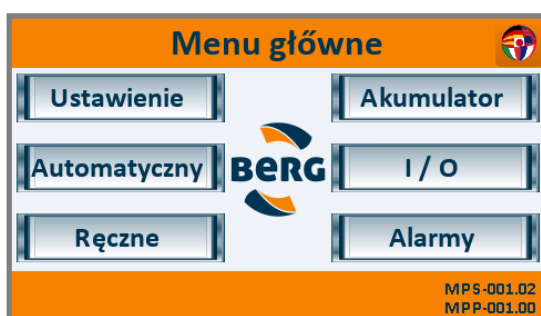 Menu główne
Ustawienie
Akumulator
Automatyczny
BERG
I / O
Ręczne
Alarmy
MPS-001.02
MPP-001.00